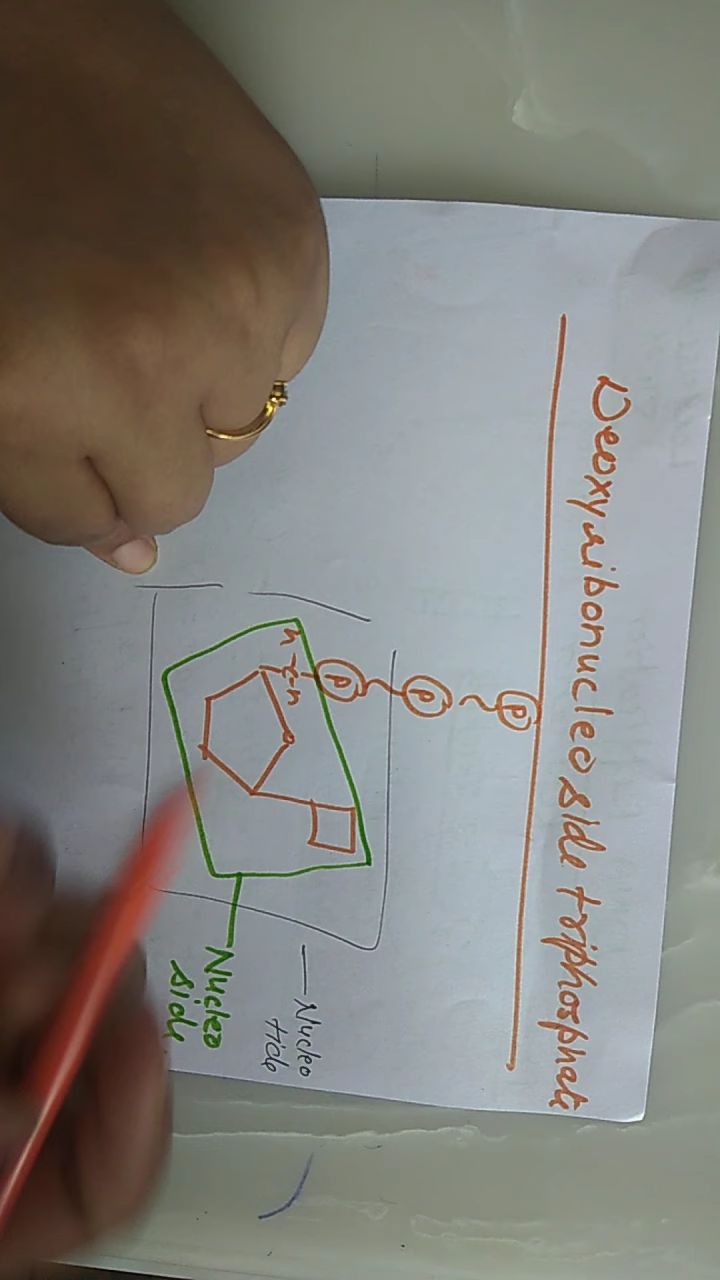 Deoxyribonucleoside triphosphate
P
P
P
H-C-H
O
Nucleo
tide
Nucleo
side